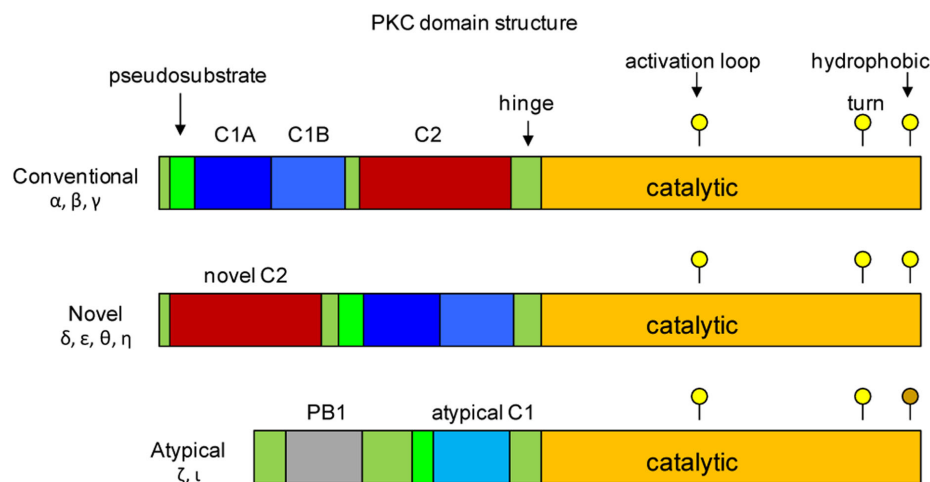 PKC domain structure
pseudosubstrate
activation loop
hydrophobic
hinge
turn
C1A
C1B
C2
Conventional
α, β, γ
catalytic
novel C2
Novel
δ, ε, θ, η
catalytic
PB1
atypical C1
Atypical
ζ, ι
catalytic